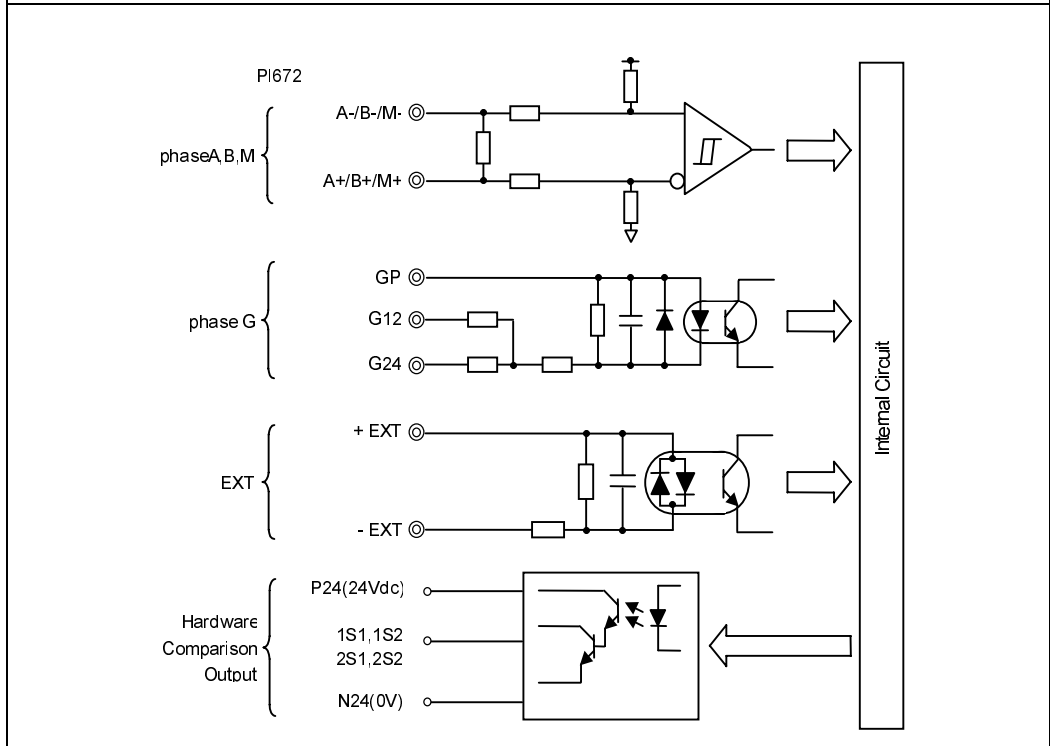 PI672
A-/B-/M-
phaseA,B,M
A+/B+/M+
GP
phase G
G12
G24
+ EXT
EXT
- EXT
P24(24Vdc)
Hardware
Comparison
Output
1S1,1S2
2S1,2S2
N24(0V)
Internal Circuit